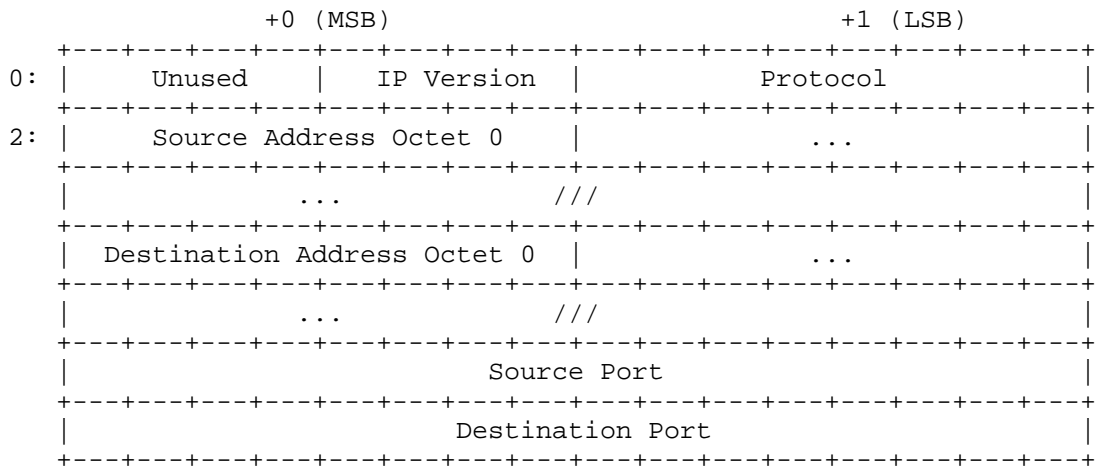 +0 (MSB) +1 (LSB)
+---+---+---+---+---+---+---+---+---+---+---+---+---+---+---+---+
0: | Unused | IP Version | Protocol |
+---+---+---+---+---+---+---+---+---+---+---+---+---+---+---+---+
2: | Source Address Octet 0 | ... |
+---+---+---+---+---+---+---+---+---+---+---+---+---+---+---+---+
| ... /// |
+---+---+---+---+---+---+---+---+---+---+---+---+---+---+---+---+
| Destination Address Octet 0 | ... |
+---+---+---+---+---+---+---+---+---+---+---+---+---+---+---+---+
| ... /// |
+---+---+---+---+---+---+---+---+---+---+---+---+---+---+---+---+
| Source Port |
+---+---+---+---+---+---+---+---+---+---+---+---+---+---+---+---+
| Destination Port |
+---+---+---+---+---+---+---+---+---+---+---+---+---+---+---+---+